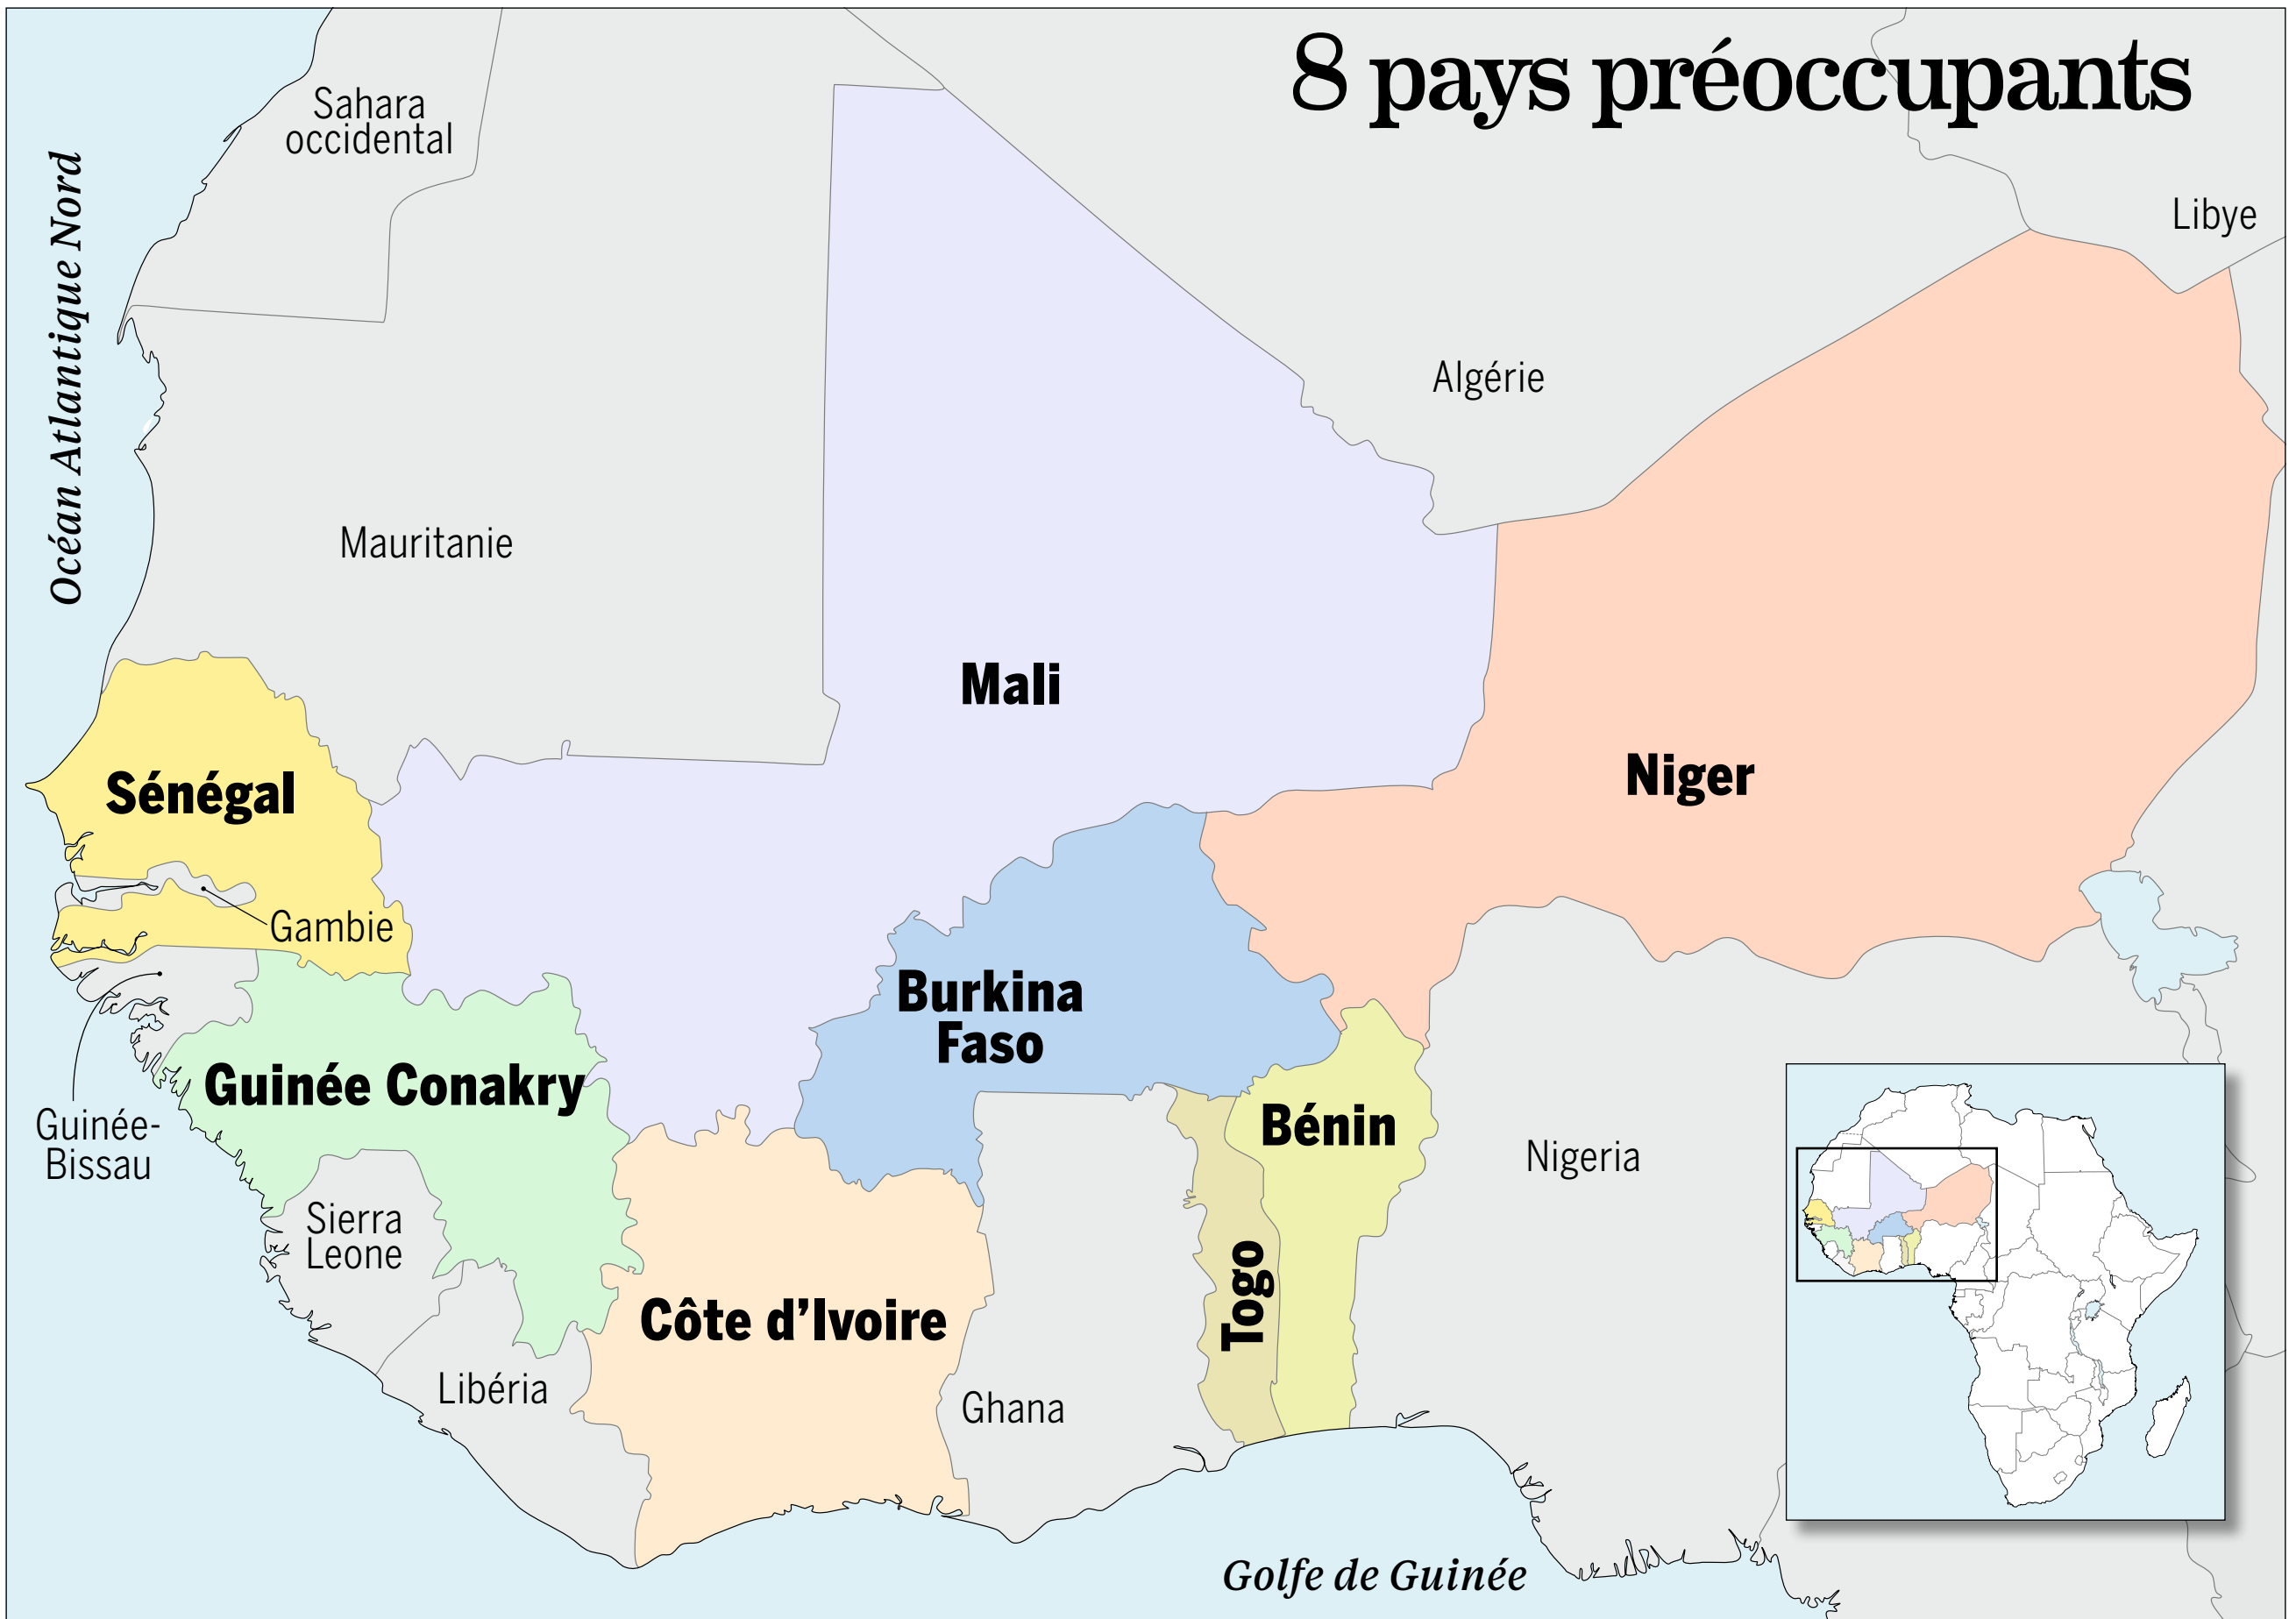 8 pays préoccupants
Sahara
occidental
Océan Atlantique Nord
Libye
Algérie
Mauritanie
Mali
Niger
Sénégal
Gambie
Burkina
Faso
Guinée Conakry
Guinée-
Bissau
Bénin
Nigeria
Sierra
Leone
Togo
Côte d’Ivoire
Libéria
Ghana
Golfe de Guinée